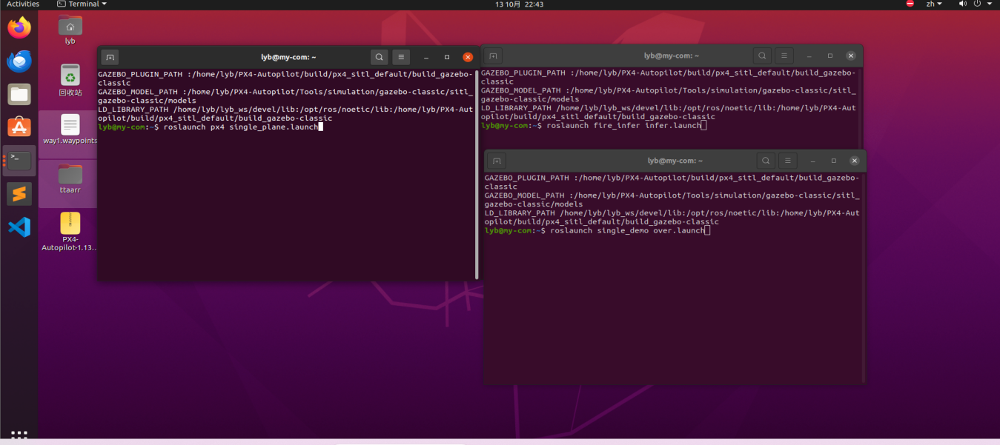 Activities
Terminal
13 10月 22:43
zh
lyb
回收站
way1.waypoints
ttaarr
PX4-
Autopilot-1.13...
lyb@my-com: ~
GAZEBO_PLUGIN_PATH :/home/lyb/PX4-Autopilot/build/px4_sitl_default/build_gazebo-
classic
GAZEBO_MODEL_PATH :/home/lyb/PX4-Autopilot/Tools/simulation/gazebo-classic/sitl_
gazebo-classic/models
LD_LIBRARY_PATH /home/lyb/lyb_ws/devel/lib:/opt/ros/noetic/lib:/home/lyb/PX4-Aut
opilot/build/px4_sitl_default/build_gazebo-classic
lyb@my-com:~$ roslaunch px4 single_plane.launch
lyb@my-com: ~
GAZEBO_PLUGIN_PATH :/home/lyb/PX4-Autopilot/build/px4_sitl_default/build_gazebo-
classic
GAZEBO_MODEL_PATH :/home/lyb/PX4-Autopilot/Tools/simulation/gazebo-classic/sitl_
gazebo-classic/models
LD_LIBRARY_PATH /home/lyb/lyb_ws/devel/lib:/opt/ros/noetic/lib:/home/lyb/PX4-Aut
opilot/build/px4_sitl_default/build_gazebo-classic
lyb@my-com:~$ roslaunch fire_infer infer.launch
lyb@my-com: ~
GAZEBO_PLUGIN_PATH :/home/lyb/PX4-Autopilot/build/px4_sitl_default/build_gazebo-
classic
GAZEBO_MODEL_PATH :/home/lyb/PX4-Autopilot/Tools/simulation/gazebo-classic/sitl_
gazebo-classic/models
LD_LIBRARY_PATH /home/lyb/lyb_ws/devel/lib:/opt/ros/noetic/lib:/home/lyb/PX4-Aut
opilot/build/px4_sitl_default/build_gazebo-classic
lyb@my-com:~$ roslaunch single_demo over.launch